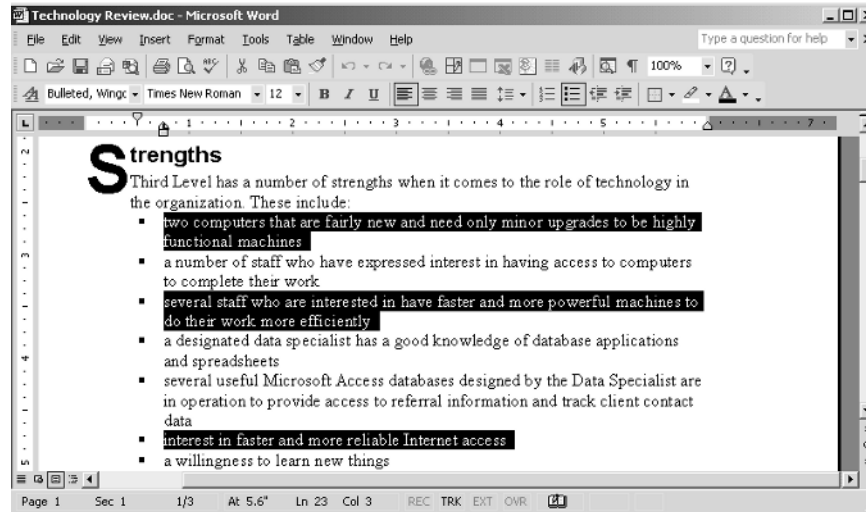 Technology Review.doc - Microsoft Word
File Edit View Insert Format Tools Table Window Help Type a question for help
100%
Bulleted, Wingc Times New Roman 12 B I U A
L 1 2 3 4 5 7
Strengths
Third Level has a number of strengths when it comes to the role of technology in
the organization. These include:
▪ two computers that are fairly new and need only minor upgrades to be highly
functional machines
▪ a number of staff who have expressed interest in having access to computers
to complete their work
▪ several staff who are interested in have faster and more powerful machines to
do their work more efficiently
▪ a designated data specialist has a good knowledge of database applications
and spreadsheets
▪ several useful Microsoft Access databases designed by the Data Specialist are
in operation to provide access to referral information and track client contact
data
▪ interest in faster and more reliable Internet access
▪ a willingness to learn new things
Page 1 Sec 1 1/3 At 5.6" Ln 23 Col 3 REC TRK EXT OVR